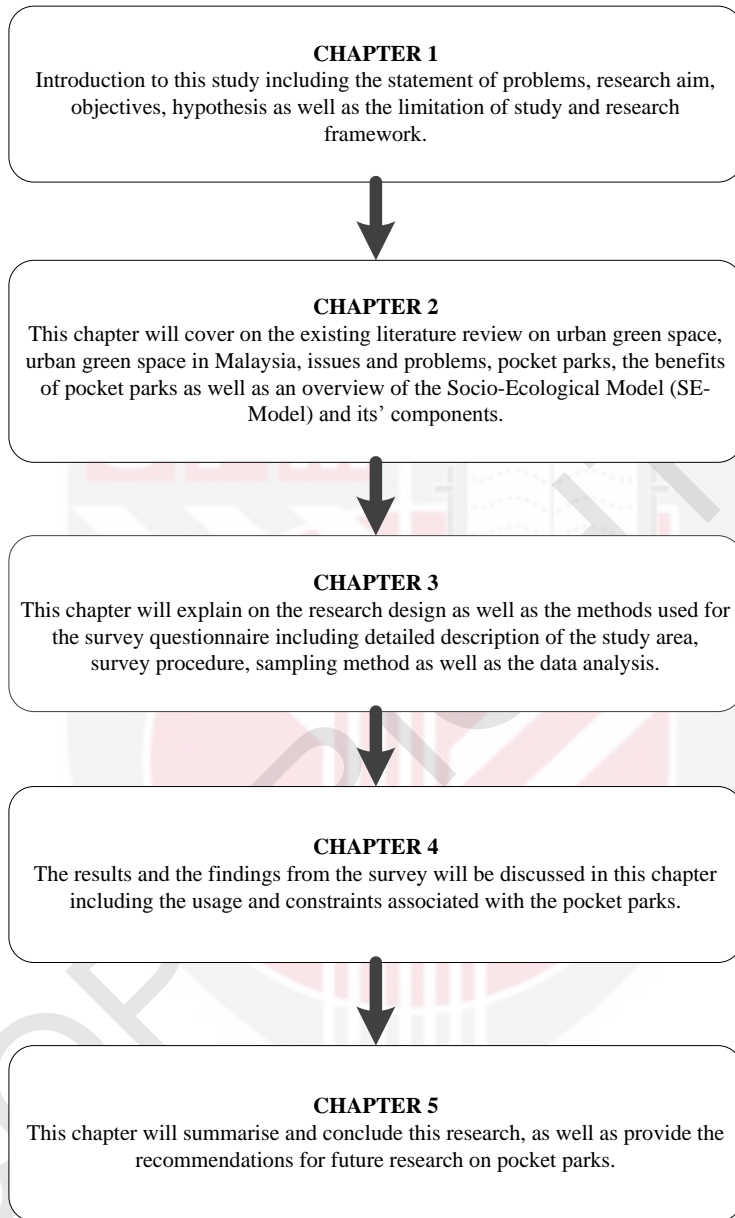 CHAPTER 1
Introduction to this study including the statement of problems, research aim,
objectives, hypothesis as well as the limitation of study and research
framework.
CHAPTER 2
This chapter will cover on the existing literature review on urban green space,
urban green space in Malaysia, issues and problems, pocket parks, the benefits
of pocket parks as well as an overview of the Socio-Ecological Model (SE-
Model) and its’ components.
CHAPTER 3
This chapter will explain on the research design as well as the methods used for
the survey questionnaire including detailed description of the study area,
survey procedure, sampling method as well as the data analysis.
CHAPTER 4
The results and the findings from the survey will be discussed in this chapter
including the usage and constraints associated with the pocket parks.
CHAPTER 5
This chapter will summarise and conclude this research, as well as provide the
recommendations for future research on pocket parks.